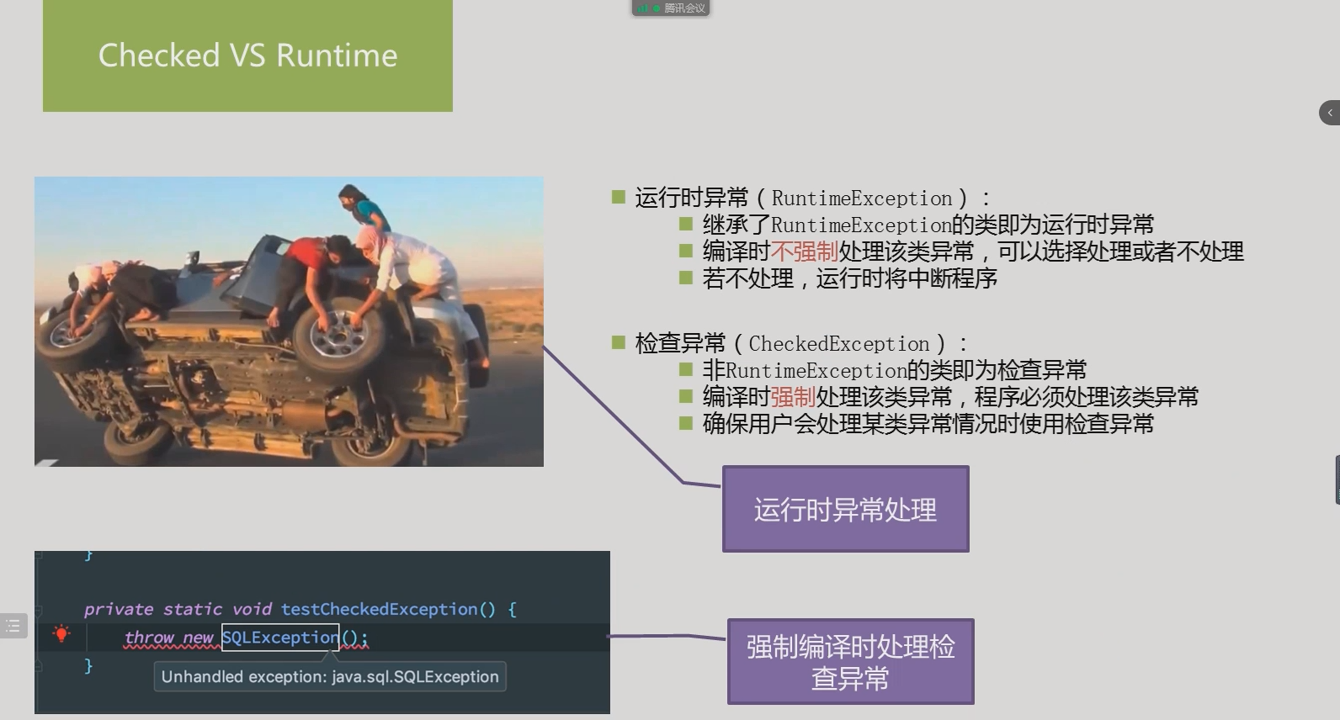 腾讯会议
Checked VS Runtime
运行时异常（RuntimeException）：
继承了RuntimeException的类即为运行时异常
编译时不强制处理该类异常，可以选择处理或者不处理
若不处理，运行时将中断程序
检查异常（CheckedException）：
非RuntimeException的类即为检查异常
编译时强制处理该类异常，程序必须处理该类异常
确保用户会处理某类异常情况时使用检查异常
运行时异常处理
}
private static void testCheckedException() {
throw new SQLException();
}
Unhandled exception: java.sql.SQLException
强制编译时处理检
查异常